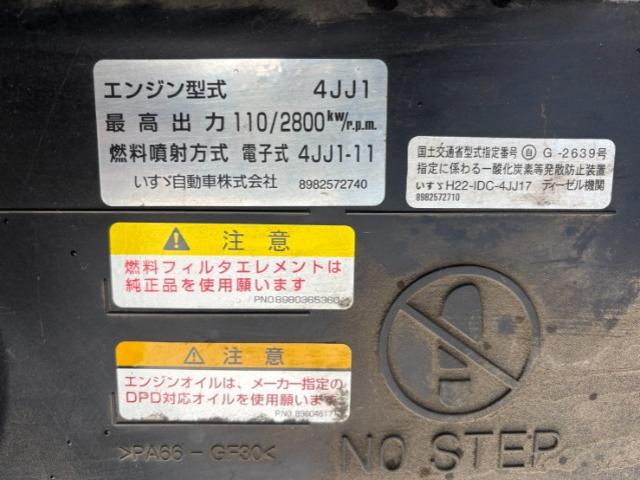 エンジン型式 4JJ1
最高出力 110/2800kw/r.p.m.
燃料噴射方式 電子式 4JJ1-11
いすゞ自動車株式会社 8982572740
国土交通省型式指定番号 自 G-2639号
指定に係わる一酸化炭素等発散防止装置
いすゞH22-IDC-4JJ17 ディーゼル機関
8982572710
注意
燃料フィルタエレメントは
純正品を使用願います
PNO8980365360
注意
エンジンオイルは、メーカー指定の
DPD対応オイルを使用願います
PNO
>PA66-GF30<
NO STEP